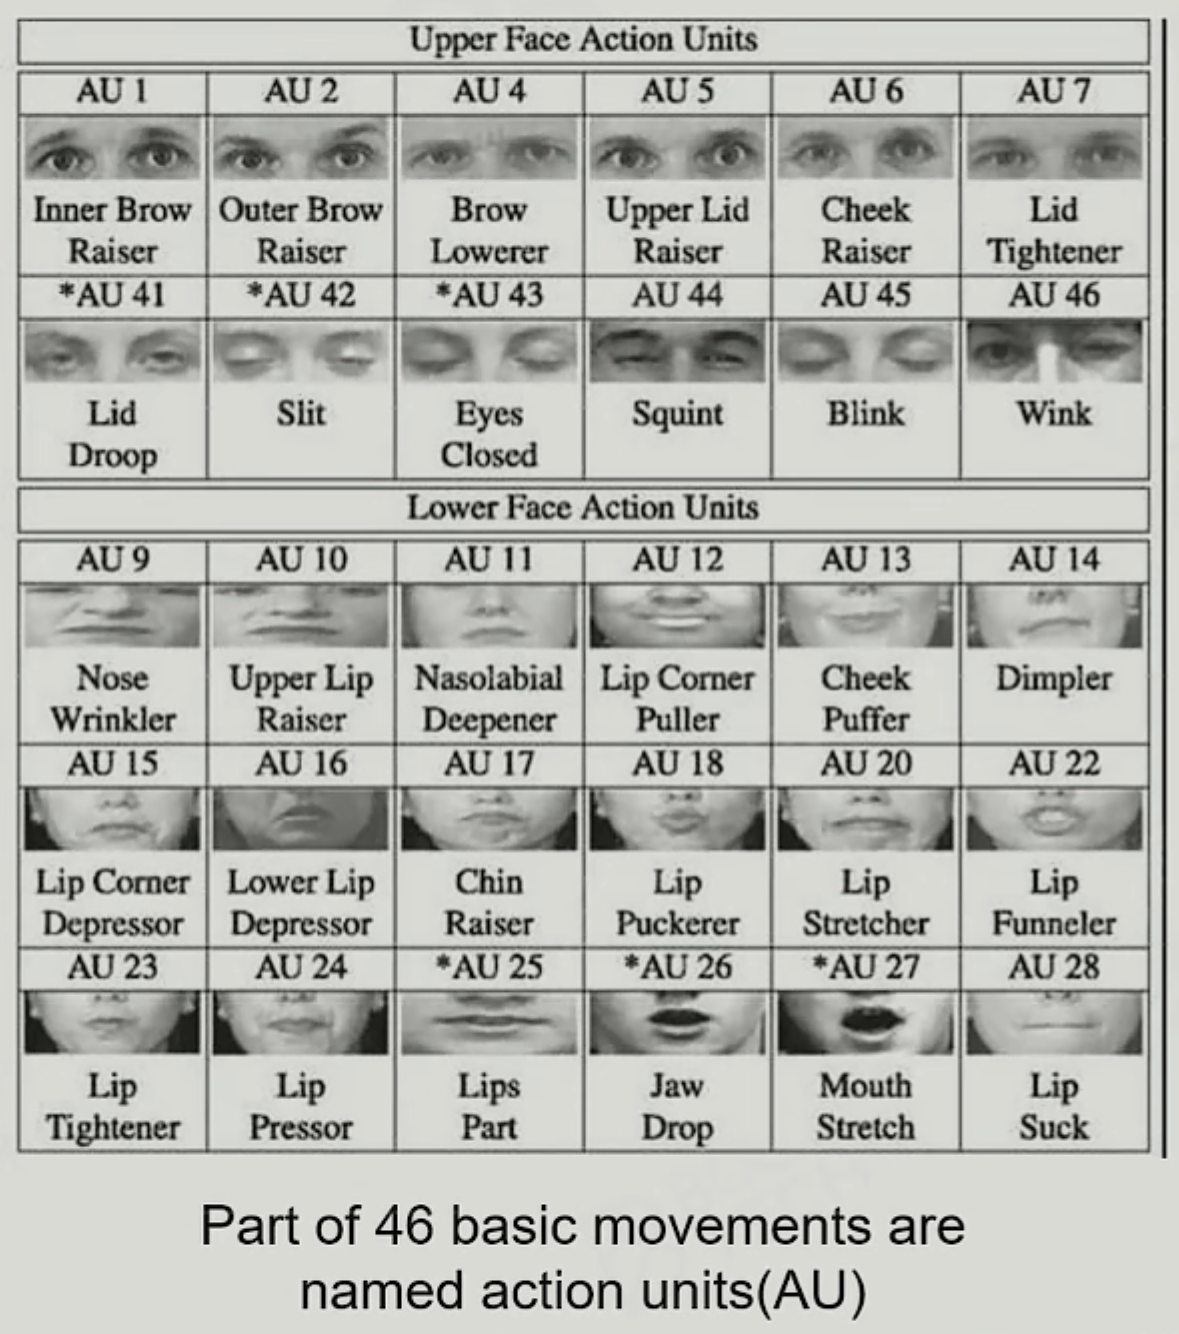 Upper Face Action Units
AU 1 AU 2 AU 4 AU 5 AU 6 AU 7
Inner Brow Outer Brow Brow Upper Lid Cheek Lid
Raiser Raiser Lowerer Raiser Raiser Tightener
*AU 41 *AU 42 *AU 43 AU 44 AU 45 AU 46
Lid Slit Eyes Squint Blink Wink
Droop Closed
Lower Face Action Units
AU 9 AU 10 AU 11 AU 12 AU 13 AU 14
Nose Upper Lip Nasolabial Lip Corner Cheek Dimpler
Wrinkler Raiser Deepener Puller Puffer
AU 15 AU 16 AU 17 AU 18 AU 20 AU 22
Lip Corner Lower Lip Chin Lip Lip Lip
Depressor Depressor Raiser Puckerer Stretcher Funneler
AU 23 AU 24 *AU 25 *AU 26 *AU 27 AU 28
Lip Lip Lips Jaw Mouth Lip
Tightener Pressor Part Drop Stretch Suck
Part of 46 basic movements are
named action units(AU)